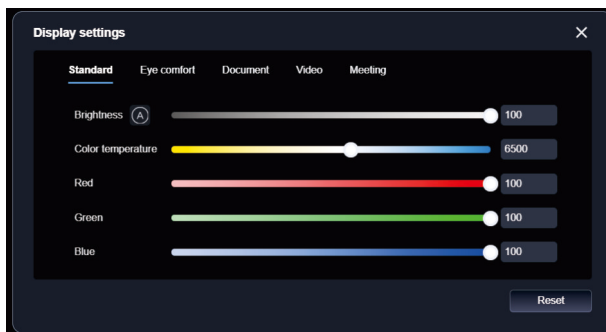 Display settings
Standard Eye comfort Document Video Meeting
Brightness A 100
Color temperature 6500
Red 100
Green 100
Blue 100
Reset